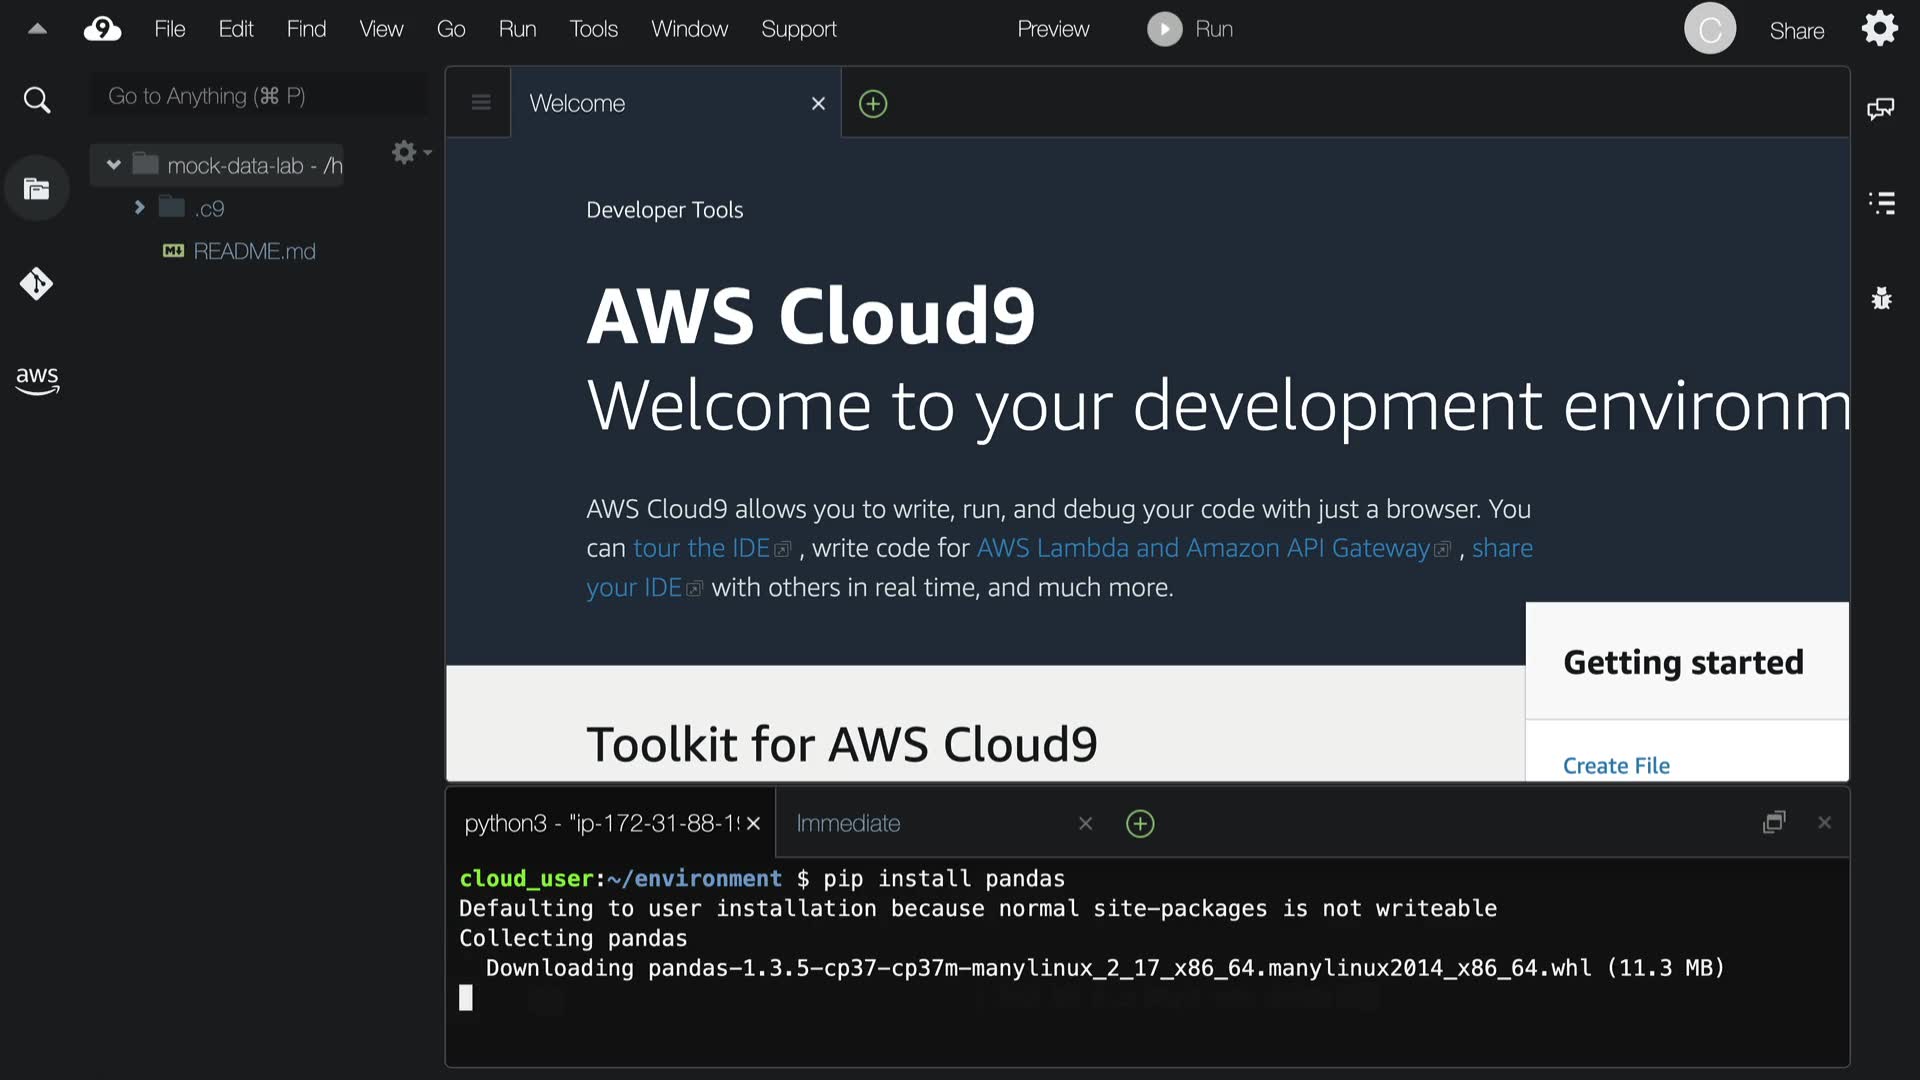 9 File Edit Find View Go Run Tools Window Support Preview Run C Share
Go to Anything (⌘ P)
mock-data-lab - /h
.c9
README.md
aws
Welcome
Developer Tools
AWS Cloud9
Welcome to your development environm
AWS Cloud9 allows you to write, run, and debug your code with just a browser. You
can tour the IDE , write code for AWS Lambda and Amazon API Gateway , share
your IDE with others in real time, and much more.
Getting started
Toolkit for AWS Cloud9
Create File
python3 - "ip-172-31-88-19 Immediate
cloud_user:~/environment $ pip install pandas
Defaulting to user installation because normal site-packages is not writeable
Collecting pandas
Downloading pandas-1.3.5-cp37-cp37m-manylinux_2_17_x86_64.manylinux2014_x86_64.whl (11.3 MB)